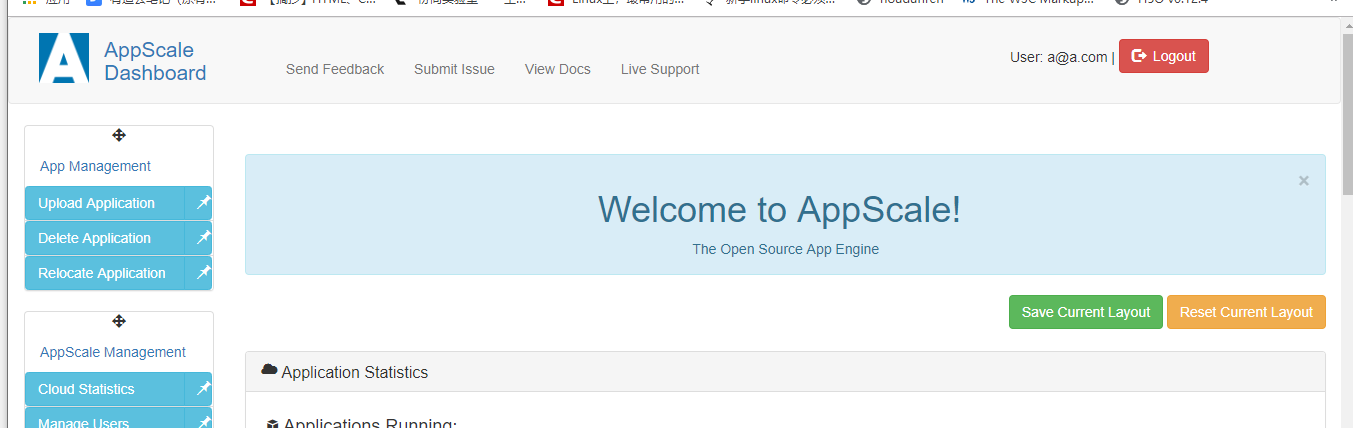 AppScale
Dashboard
Send Feedback
Submit Issue
View Docs
Live Support
User: a@a.com |
Logout
App Management
Upload Application
Delete Application
Relocate Application
Welcome to AppScale!
The Open Source App Engine
×
Save Current Layout
Reset Current Layout
AppScale Management
Cloud Statistics
Manage Users
Application Statistics
Applications Running: